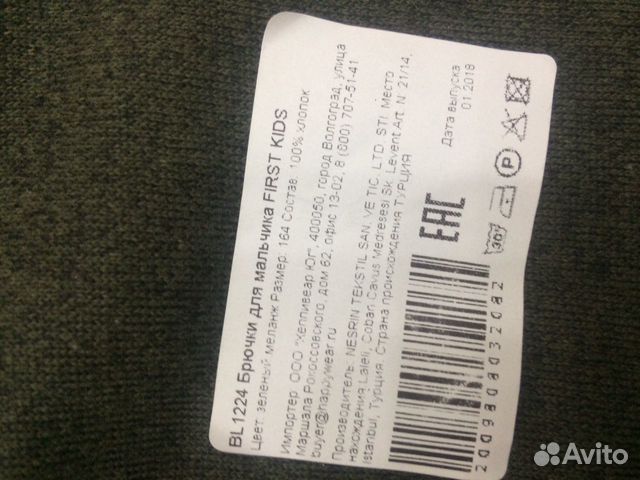 BL1224 Брючки для мальчика FIRST KIDS
Цвет: зеленый меланж Размер: 164 Состав: 100% хлопок
Импортер: ООО "Хеппивеар Юг", 400050, город Волгоград, улица
Маршала Рокоссовского, дом 62, офис 13-02, 8 (800) 707-51-41
buyer@happywear.ru
Производитель: NESRIN TEKSTIL SAN. VE TIC. LTD. STI. Место
нахождения Laleli, Coban Cavus Medresesi Sk. Levent Art. N: 21/14,
Istanbul, Турция. Страна происхождения ТУРЦИЯ
EAC
Дата выпуска
01.2018
30°
P
2009808032082
Avito